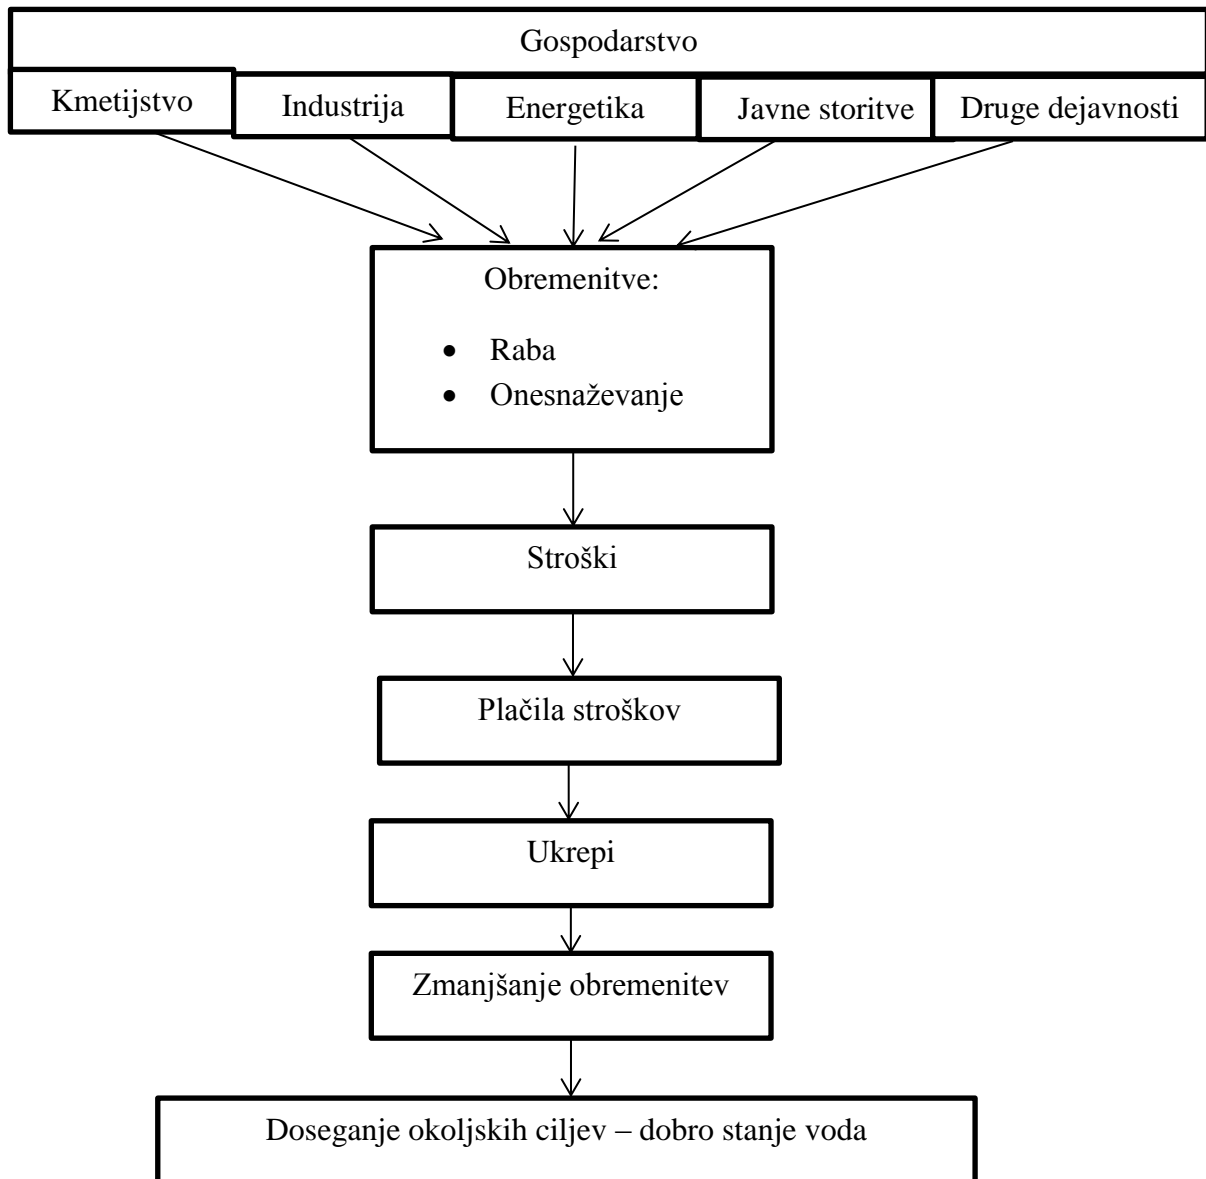 Gospodarstvo
Kmetijstvo
Industrija
Energetika
Javne storitve
Druge dejavnosti
Obremenitve:
• Raba
• Onesnaževanje
Stroški
Plačila stroškov
Ukrepi
Zmanjšanje obremenitev
Doseganje okoljskih ciljev – dobro stanje voda